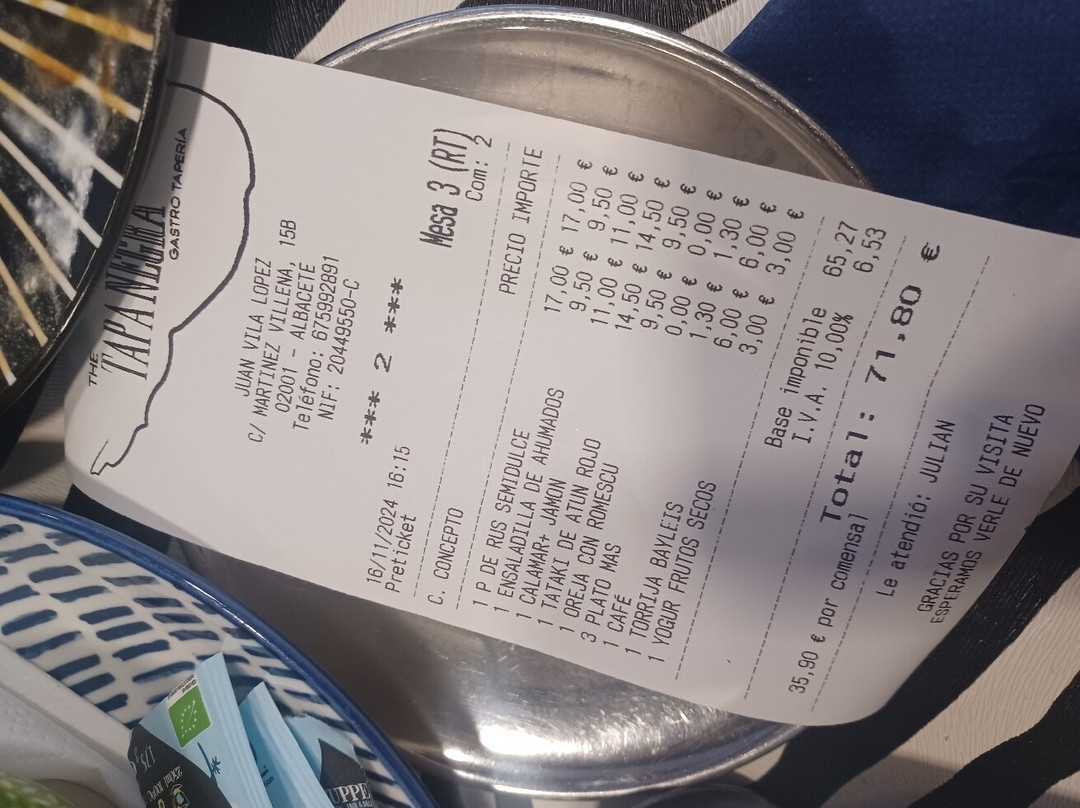 THE
TAPA NEGRA
GASTRO TAPERÍA
JUAN VILA LOPEZ
C/ MARTINEZ VILLENA, 15B
02001 - ALBACETE
Teléfono: 675992891
NIF: 20449550-C
*** 2 ***
Mesa 3 (RT)
16/11/2024 16:15
Preticket Com: 2
C. CONCEPTO PRECIO IMPORTE
1 P DE RUS SEMIDULCE 17,00 € 17,00 €
1 ENSALADILLA DE AHUMADOS 9,50 € 9,50 €
1 CALAMAR+ JAMON 11,00 € 11,00 €
1 TATAKI DE ATUN ROJO 14,50 € 14,50 €
1 OREJA CON ROMESCU 9,50 € 9,50 €
3 PLATO MAS 0,00 € 0,00 €
1 CAFÉ 1,30 € 1,30 €
1 TORRIJA BAYLEIS 6,00 € 6,00 €
1 YOGUR FRUTOS SECOS 3,00 € 3,00 €
Base imponible 65,27
I.V.A. 10,00% 6,53
Total: 71,80 €
35,90 € por comensal
Le atendió: JULIAN
GRACIAS POR SU VISITA
ESPERAMOS VERLE DE NUEVO